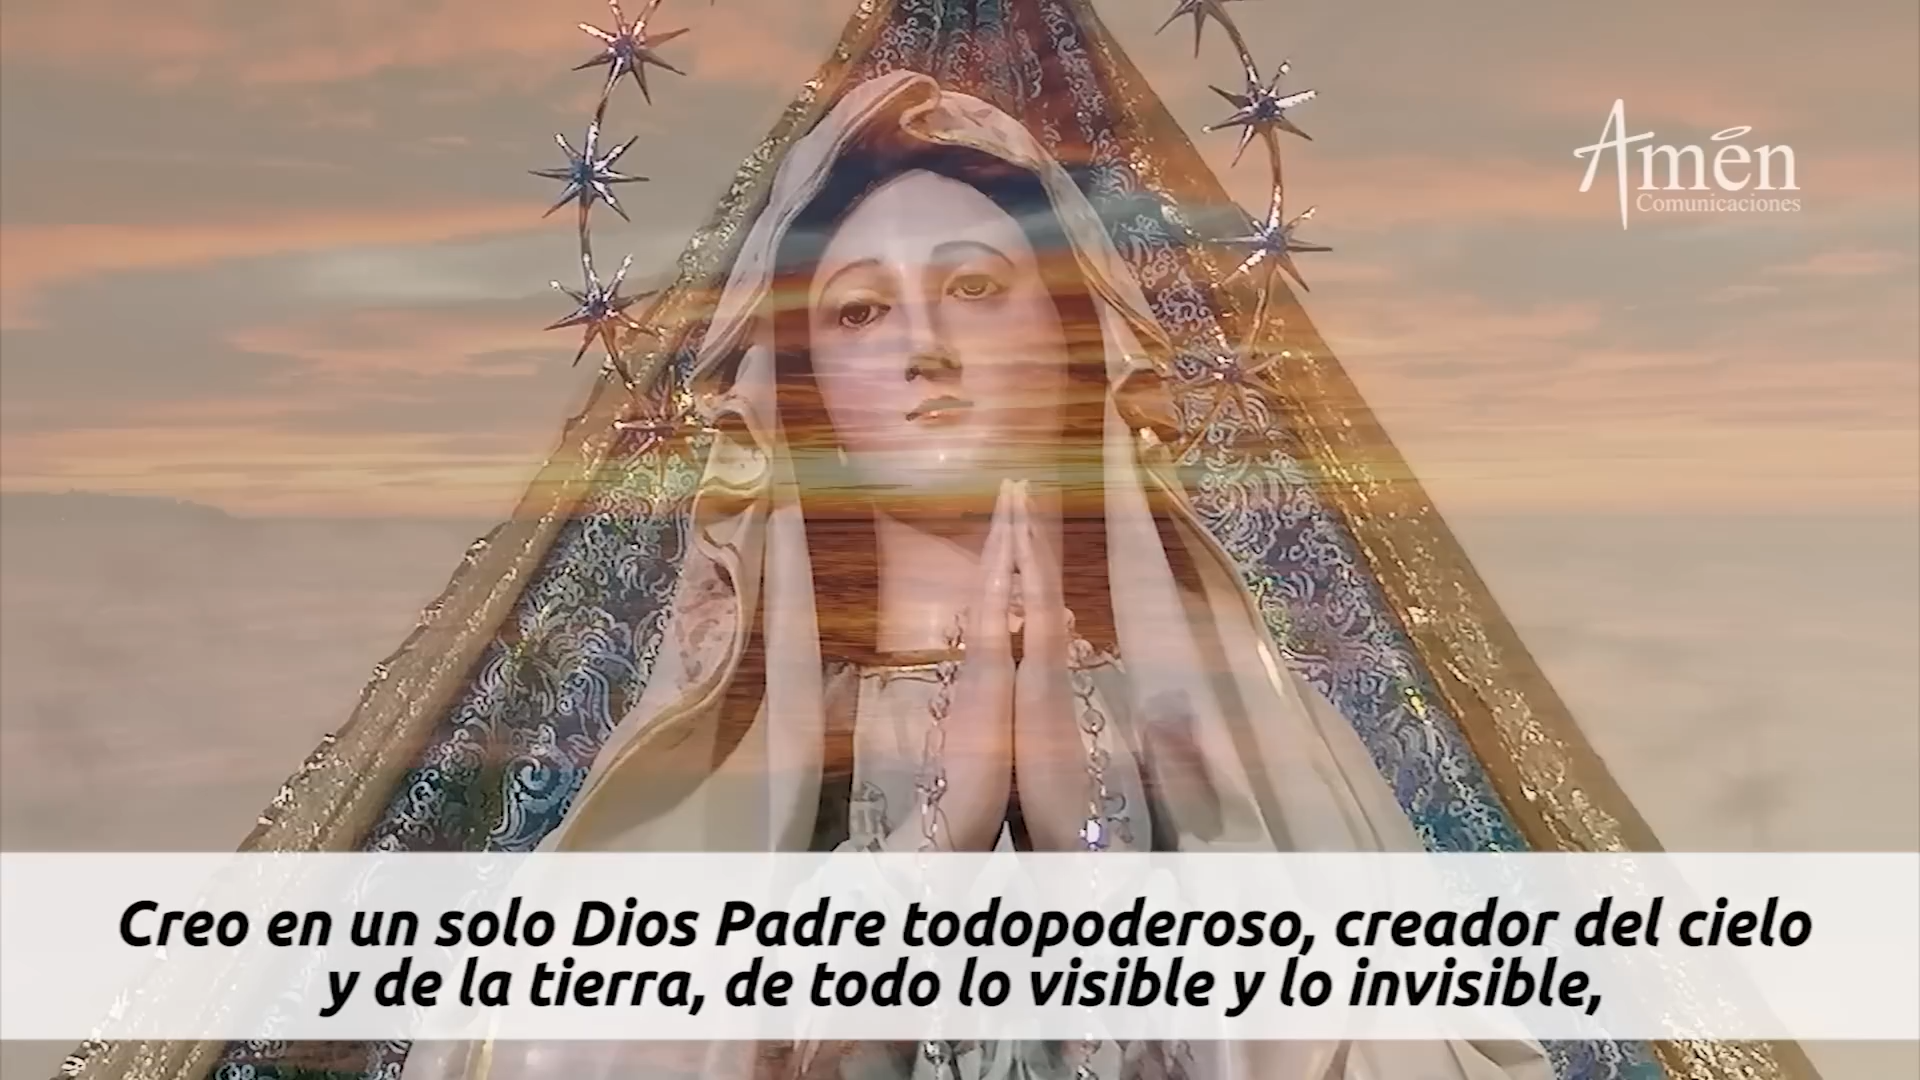 Amén
Comunicaciones
Creo en un solo Dios Padre todopoderoso, creador del cielo
y de la tierra, de todo lo visible y lo invisible,